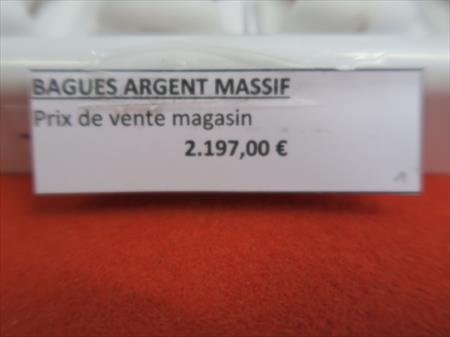 BAGUES ARGENT MASSIF
Prix de vente magasin
2.197,00 €